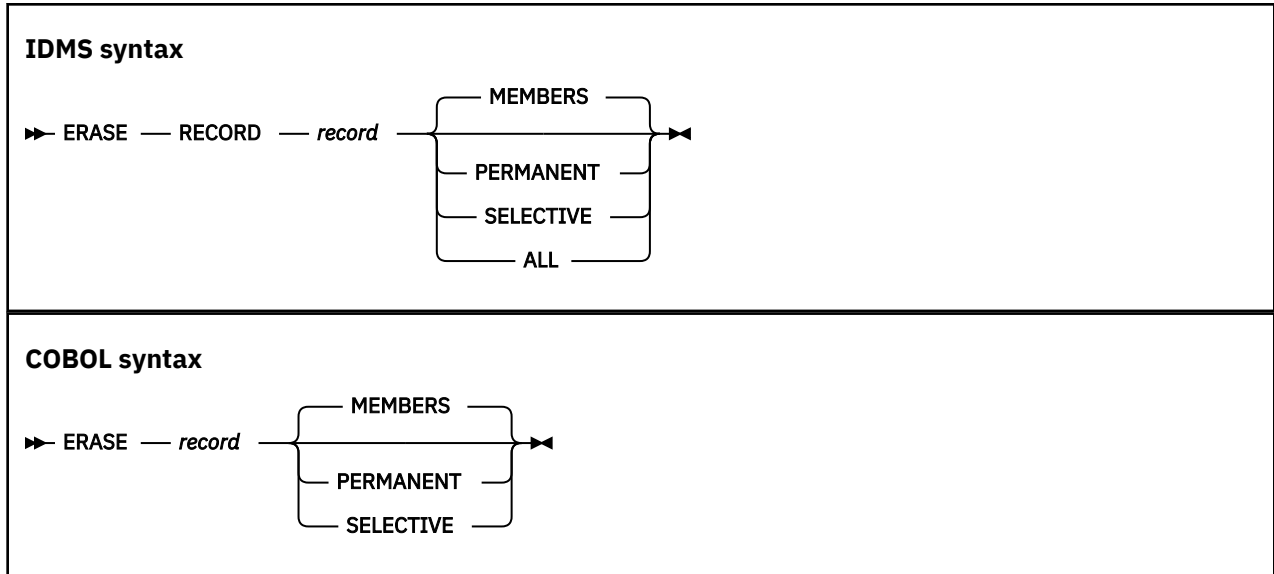 IDMS syntax
MEMBERS
ERASE RECORD record
PERMANENT
SELECTIVE
ALL
COBOL syntax
MEMBERS
ERASE record
PERMANENT
SELECTIVE